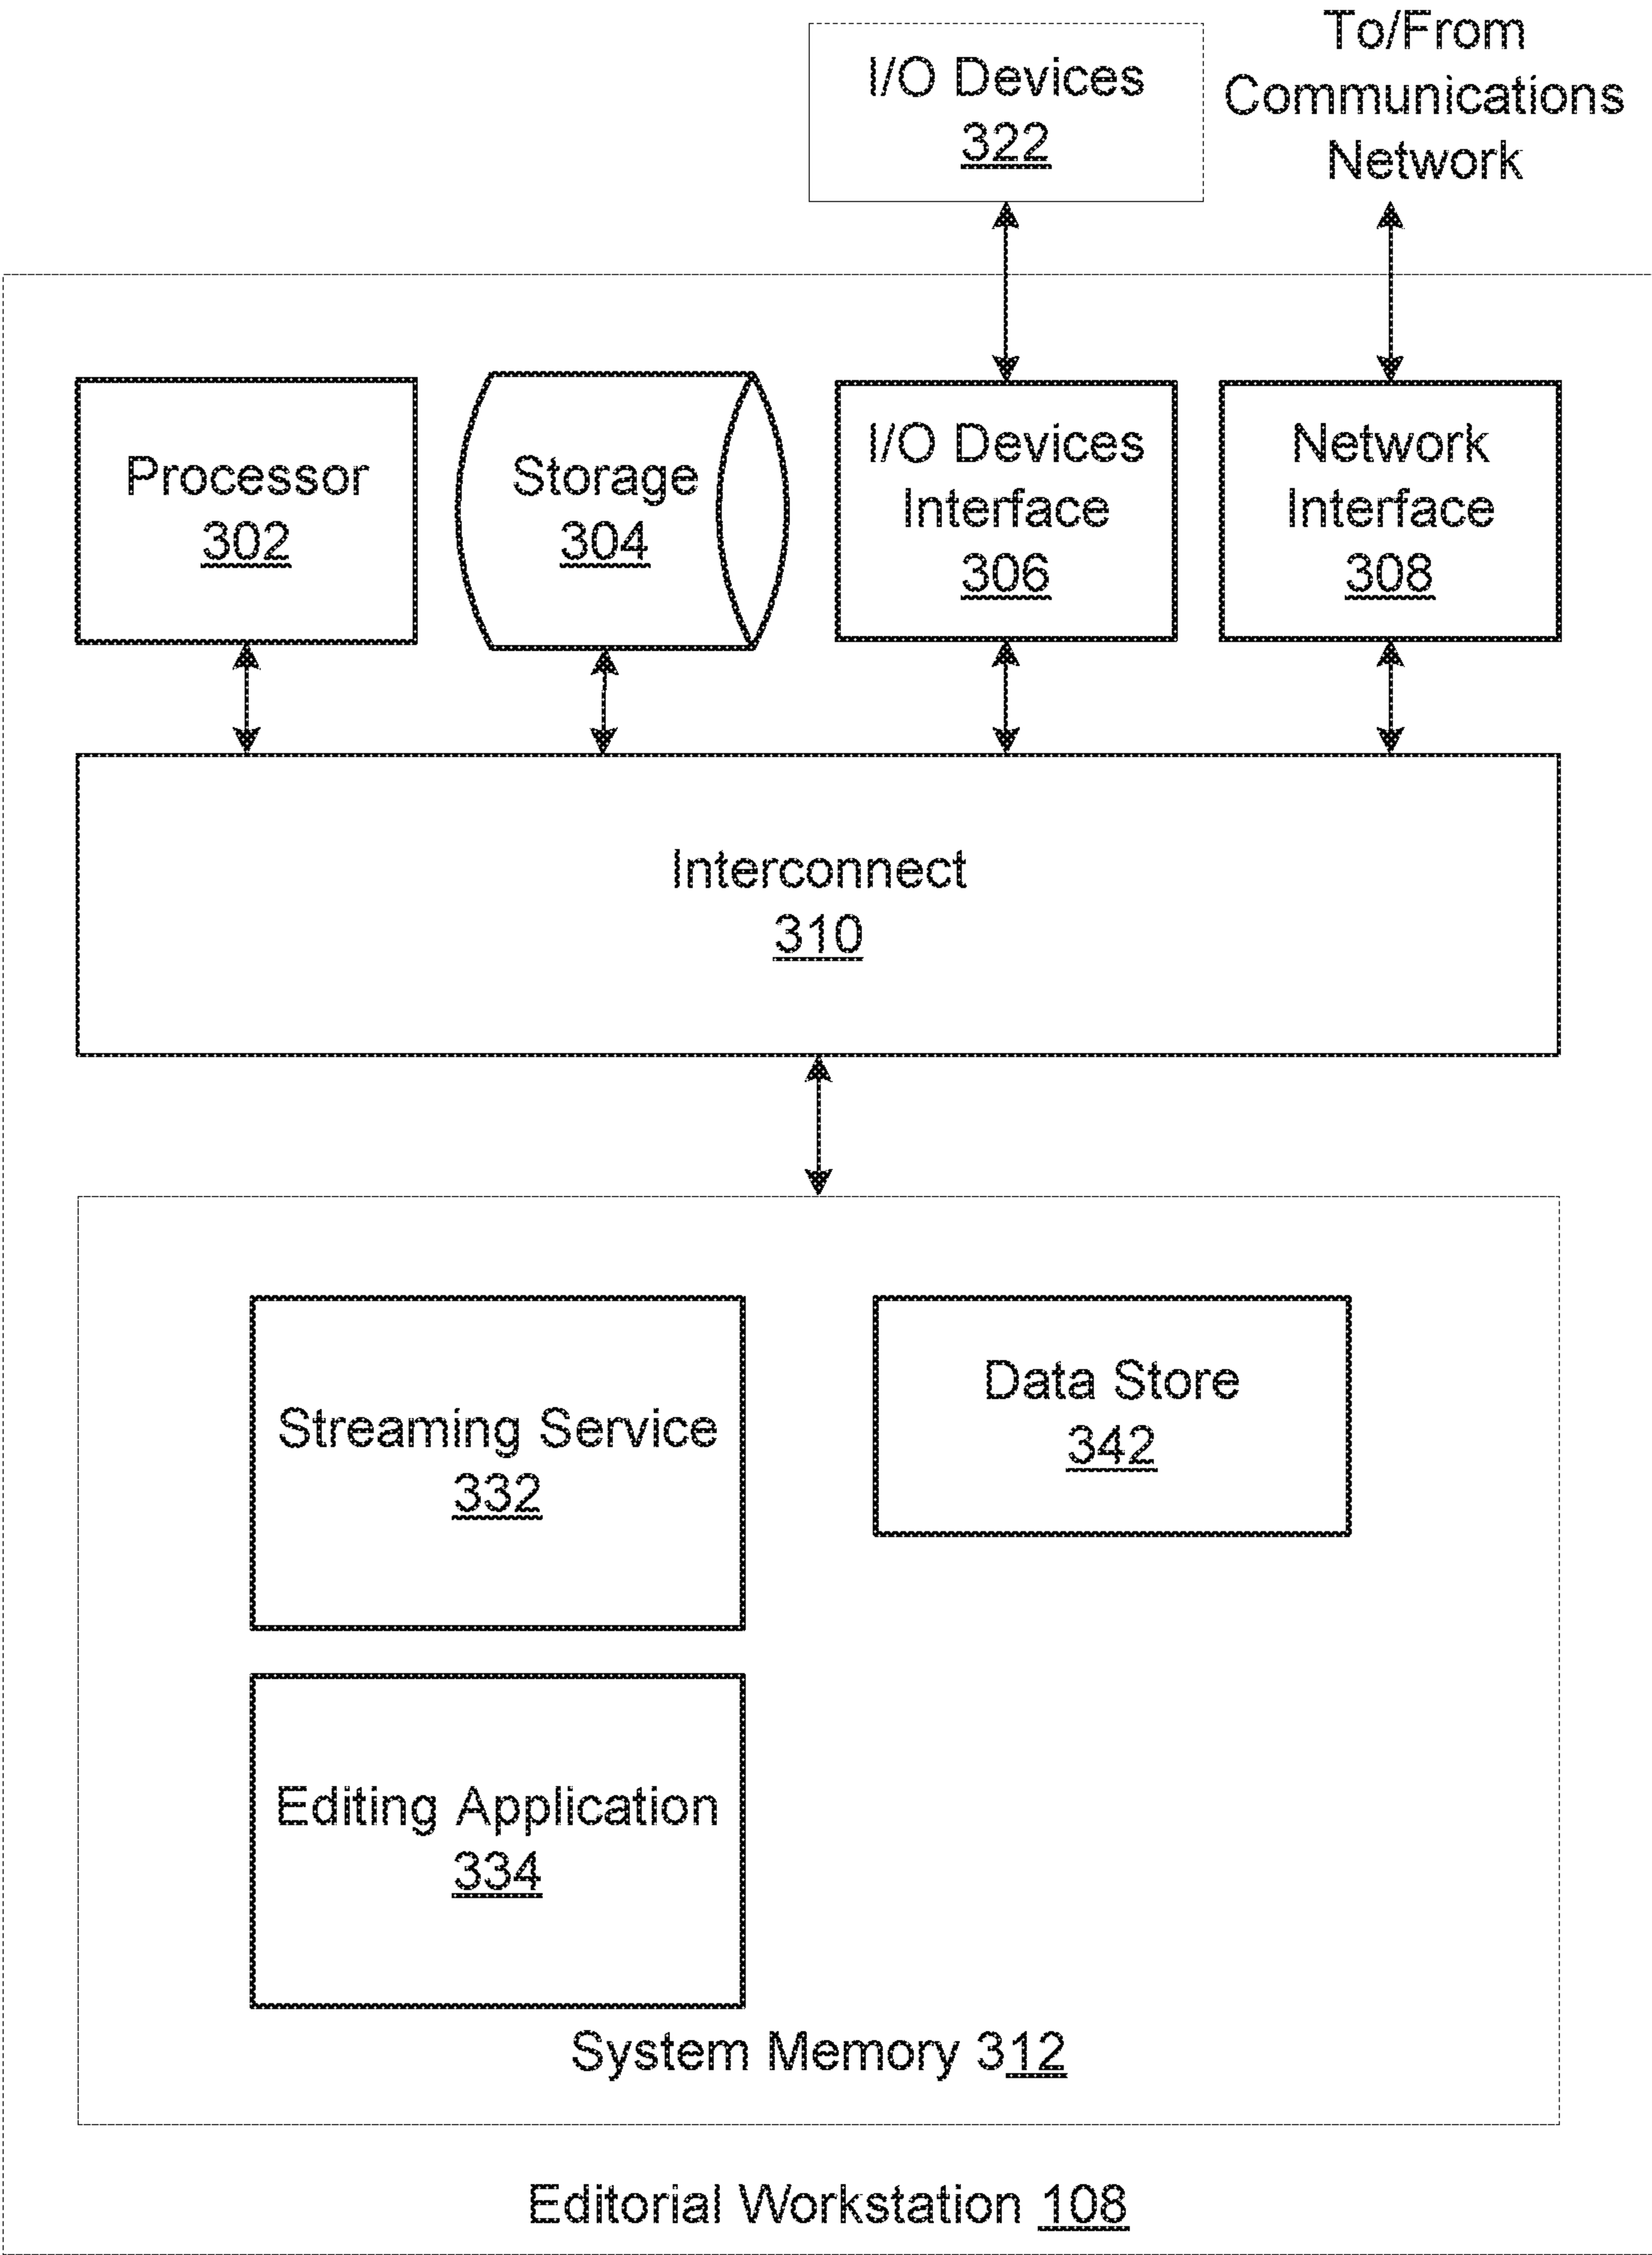 To/From
Communications
Network
I/O Devices
322
Processor
302
Storage
304
I/O Devices
Interface
306
Network
Interface
308
Interconnect
310
Streaming Service
332
Data Store
342
Editing Application
334
System Memory 312
Editorial Workstation 108